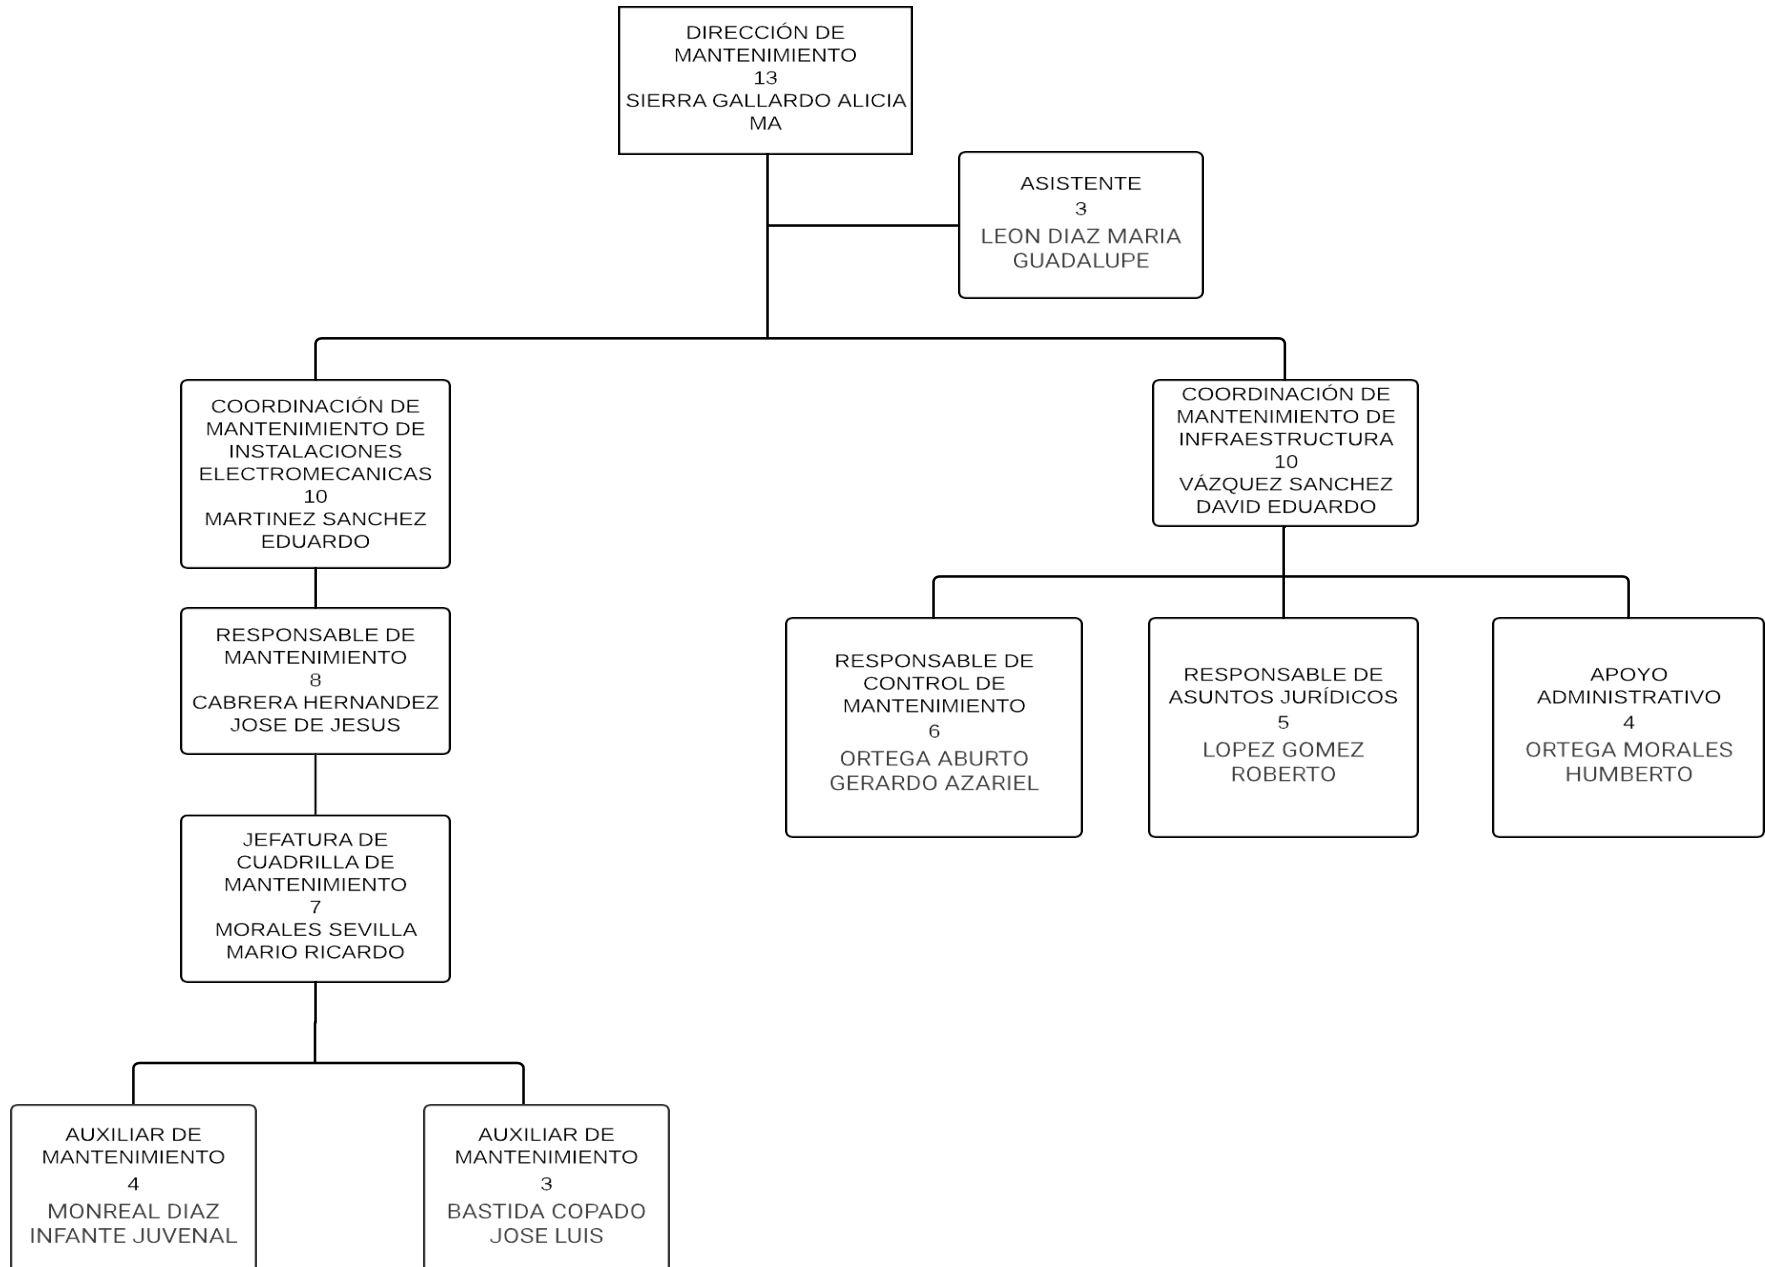 DIRECCIÓN DE
MANTENIMIENTO
13
SIERRA GALLARDO ALICIA
MA
ASISTENTE
3
LEON DIAZ MARIA
GUADALUPE
COORDINACIÓN DE
MANTENIMIENTO DE
INSTALACIONES
ELECTROMECANICAS
10
MARTINEZ SANCHEZ
EDUARDO
COORDINACIÓN DE
MANTENIMIENTO DE
INFRAESTRUCTURA
10
VÁZQUEZ SANCHEZ
DAVID EDUARDO
RESPONSABLE DE
MANTENIMIENTO
8
CABRERA HERNANDEZ
JOSE DE JESUS
RESPONSABLE DE
CONTROL DE
MANTENIMIENTO
6
ORTEGA ABURTO
GERARDO AZARIEL
RESPONSABLE DE
ASUNTOS JURÍDICOS
5
LOPEZ GOMEZ
ROBERTO
APOYO
ADMINISTRATIVO
4
ORTEGA MORALES
HUMBERTO
JEFATURA DE
CUADRILLA DE
MANTENIMIENTO
7
MORALES SEVILLA
MARIO RICARDO
AUXILIAR DE
MANTENIMIENTO
4
MONREAL DIAZ
INFANTE JUVENAL
AUXILIAR DE
MANTENIMIENTO
3
BASTIDA COPADO
JOSE LUIS